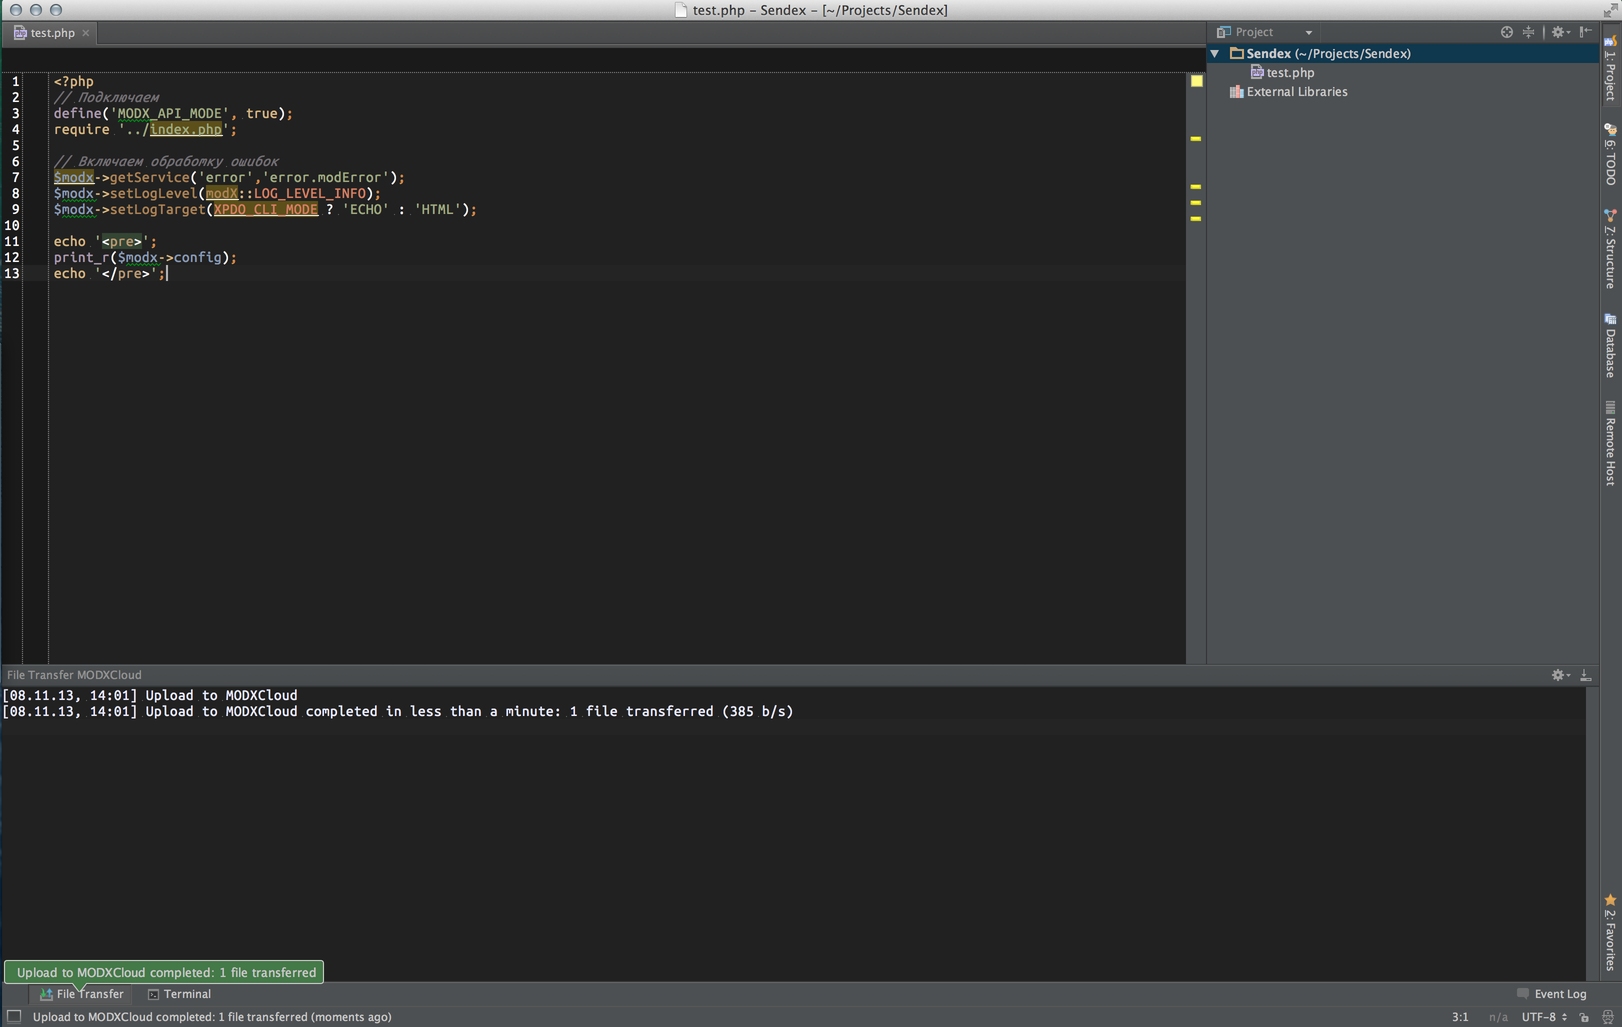 test.php – Sendex – [~/Projects/Sendex]
test.php
Project
1 <?php
2 // Подключаем
3 define('MODX_API_MODE', true);
4 require '../index.php';
5
6 // Включаем обработку ошибок
7 $modx->getService('error','error.modError');
8 $modx->setLogLevel(modX::LOG_LEVEL_INFO);
9 $modx->setLogTarget(XPDO_CLI_MODE ? 'ECHO' : 'HTML');
10
11 echo '<pre>';
12 print_r($modx->config);
13 echo '</pre>';
Sendex (~/Projects/Sendex)
test.php
External Libraries
1: Project
6: TODO
Z: Structure
Database
Remote Host
2: Favorites
File Transfer MODXCloud
[08.11.13, 14:01] Upload to MODXCloud
[08.11.13, 14:01] Upload to MODXCloud completed in less than a minute: 1 file transferred (385 b/s)
Upload to MODXCloud completed: 1 file transferred
File Transfer
Terminal
Event Log
Upload to MODXCloud completed: 1 file transferred (moments ago)
3:1 n/a UTF-8